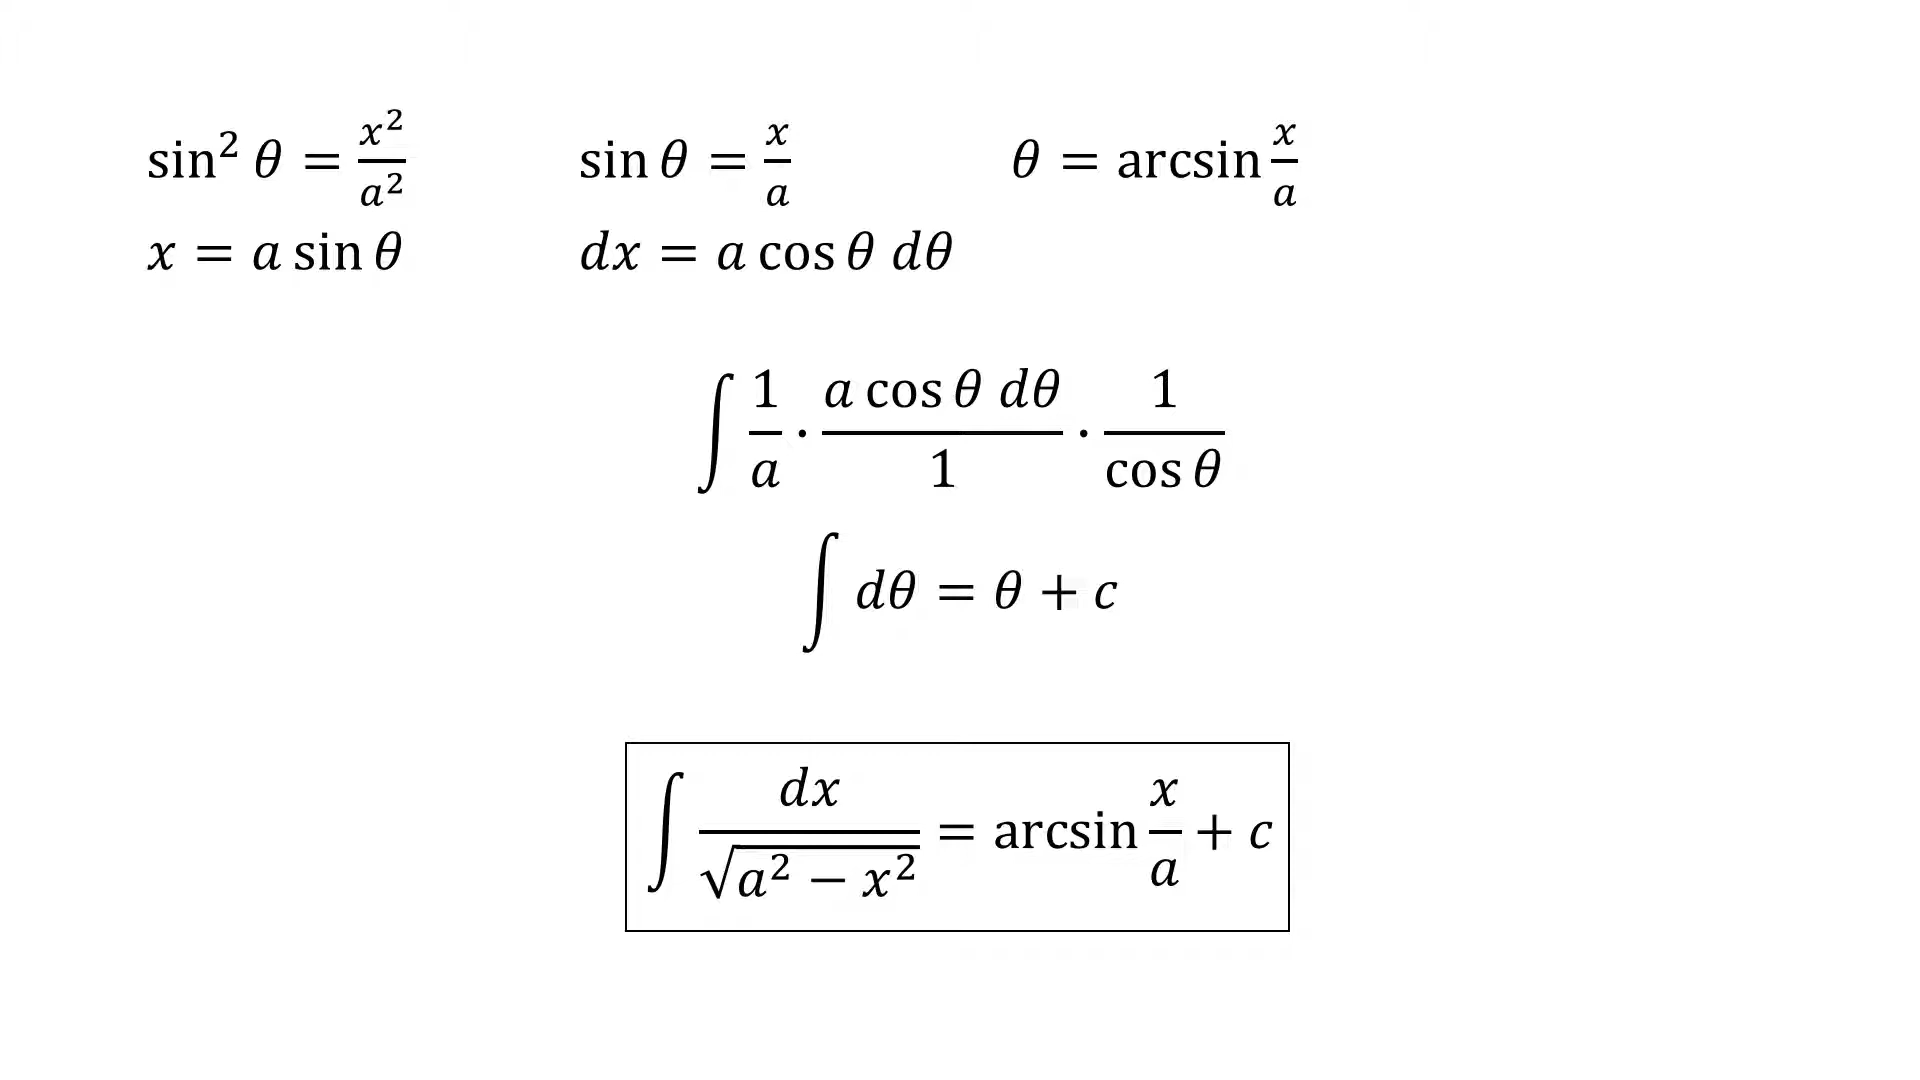 sin² θ = x²/a² sin θ = x/a θ = arcsin x/a
x = a sin θ dx = a cos θ dθ
∫ 1/a · a cos θ dθ/1 · 1/cos θ
∫ dθ = θ + c
∫ dx/√(a² − x²) = arcsin x/a + c